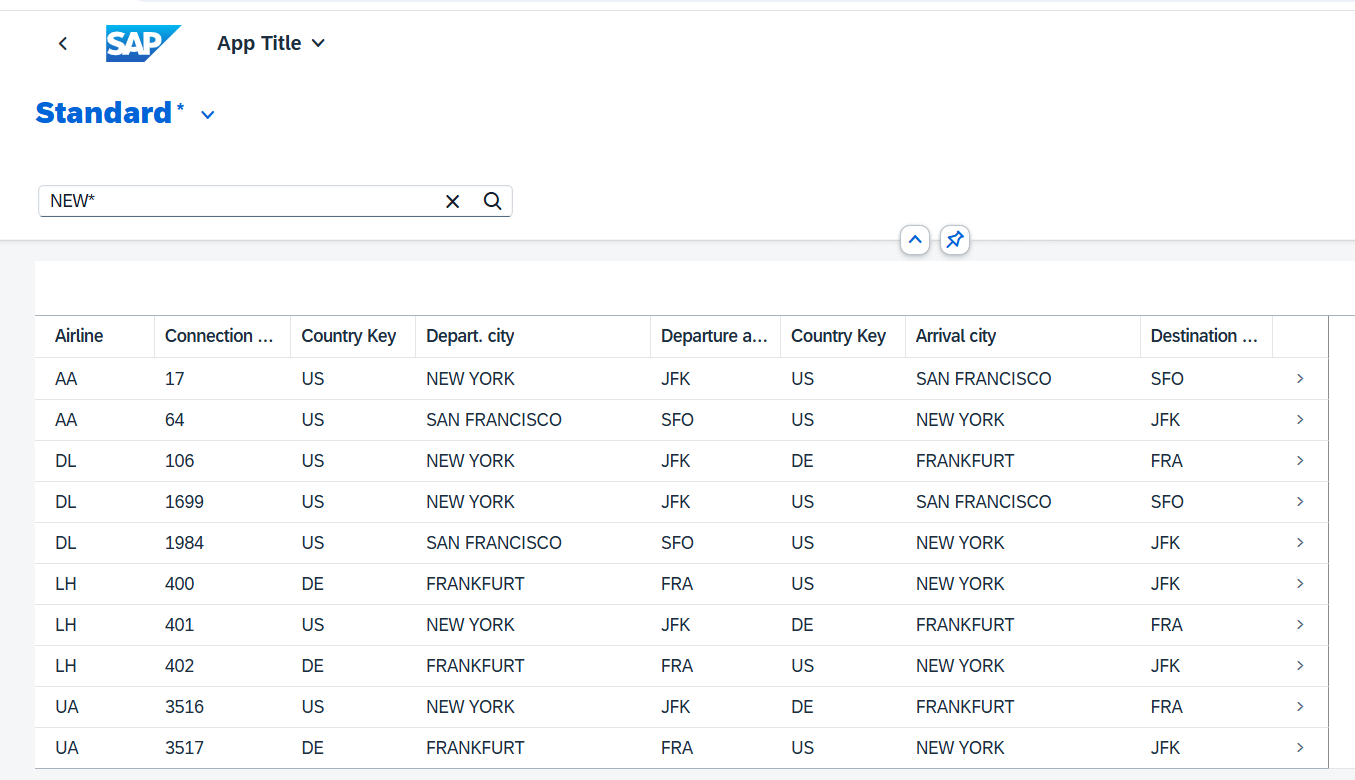 SAP App Title
Standard*
NEW*
Airline Connection ... Country Key Depart. city Departure a... Country Key Arrival city Destination ...
AA 17 US NEW YORK JFK US SAN FRANCISCO SFO
AA 64 US SAN FRANCISCO SFO US NEW YORK JFK
DL 106 US NEW YORK JFK DE FRANKFURT FRA
DL 1699 US NEW YORK JFK US SAN FRANCISCO SFO
DL 1984 US SAN FRANCISCO SFO US NEW YORK JFK
LH 400 DE FRANKFURT FRA US NEW YORK JFK
LH 401 US NEW YORK JFK DE FRANKFURT FRA
LH 402 DE FRANKFURT FRA US NEW YORK JFK
UA 3516 US NEW YORK JFK DE FRANKFURT FRA
UA 3517 DE FRANKFURT FRA US NEW YORK JFK